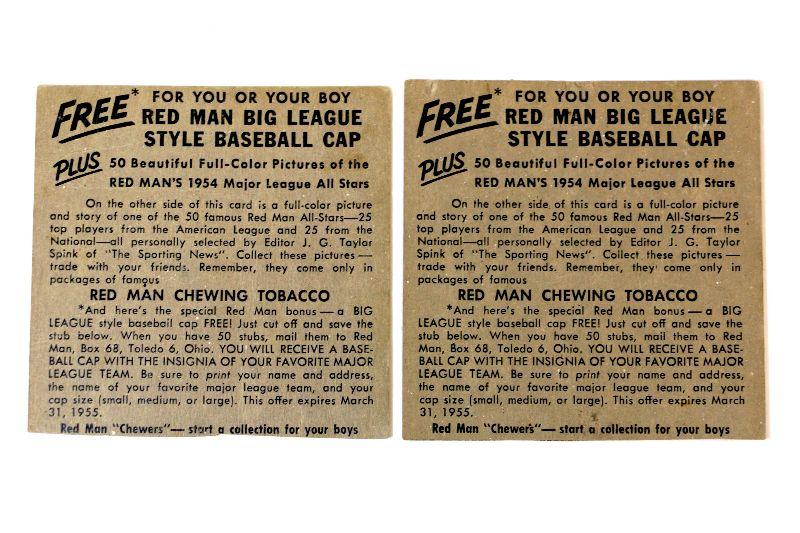 FREE* FOR YOU OR YOUR BOY
RED MAN BIG LEAGUE
STYLE BASEBALL CAP
PLUS 50 Beautiful Full-Color Pictures of the
RED MAN'S 1954 Major League All Stars
On the other side of this card is a full-color picture
and story of one of the 50 famous Red Man All-Stars—25
top players from the American League and 25 from the
National—all personally selected by Editor J. G. Taylor
Spink of "The Sporting News". Collect these pictures—
trade with your friends. Remember, they come only in
packages of famous
RED MAN CHEWING TOBACCO
*And here's the special Red Man bonus—a BIG
LEAGUE style baseball cap FREE! Just cut off and save the
stub below. When you have 50 stubs, mail them to Red
Man, Box 68, Toledo 6, Ohio. YOU WILL RECEIVE A BASE-
BALL CAP WITH THE INSIGNIA OF YOUR FAVORITE MAJOR
LEAGUE TEAM. Be sure to print your name and address,
the name of your favorite major league team, and your
cap size (small, medium, or large). This offer expires March
31, 1955.
Red Man "Chewers"— start a collection for your boys
FREE* FOR YOU OR YOUR BOY
RED MAN BIG LEAGUE
STYLE BASEBALL CAP
PLUS 50 Beautiful Full-Color Pictures of the
RED MAN'S 1954 Major League All Stars
On the other side of this card is a full-color picture
and story of one of the 50 famous Red Man All-Stars—25
top players from the American League and 25 from the
National—all personally selected by Editor J. G. Taylor
Spink of "The Sporting News". Collect these pictures—
trade with your friends. Remember, they come only in
packages of famous
RED MAN CHEWING TOBACCO
*And here's the special Red Man bonus—a BIG
LEAGUE style baseball cap FREE! Just cut off and save the
stub below. When you have 50 stubs, mail them to Red
Man, Box 68, Toledo 6, Ohio. YOU WILL RECEIVE A BASE-
BALL CAP WITH THE INSIGNIA OF YOUR FAVORITE MAJOR
LEAGUE TEAM. Be sure to print your name and address,
the name of your favorite major league team, and your
cap size (small, medium, or large). This offer expires March
31, 1955.
Red Man "Chewers"— start a collection for your boys